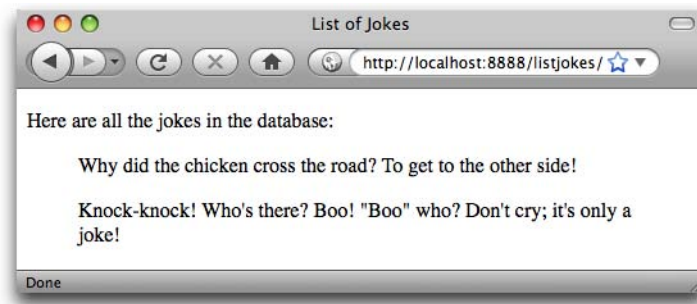 List of Jokes
http://localhost:8888/listjokes/
Here are all the jokes in the database:
Why did the chicken cross the road? To get to the other side!
Knock-knock! Who's there? Boo! "Boo" who? Don't cry; it's only a
joke!
Done